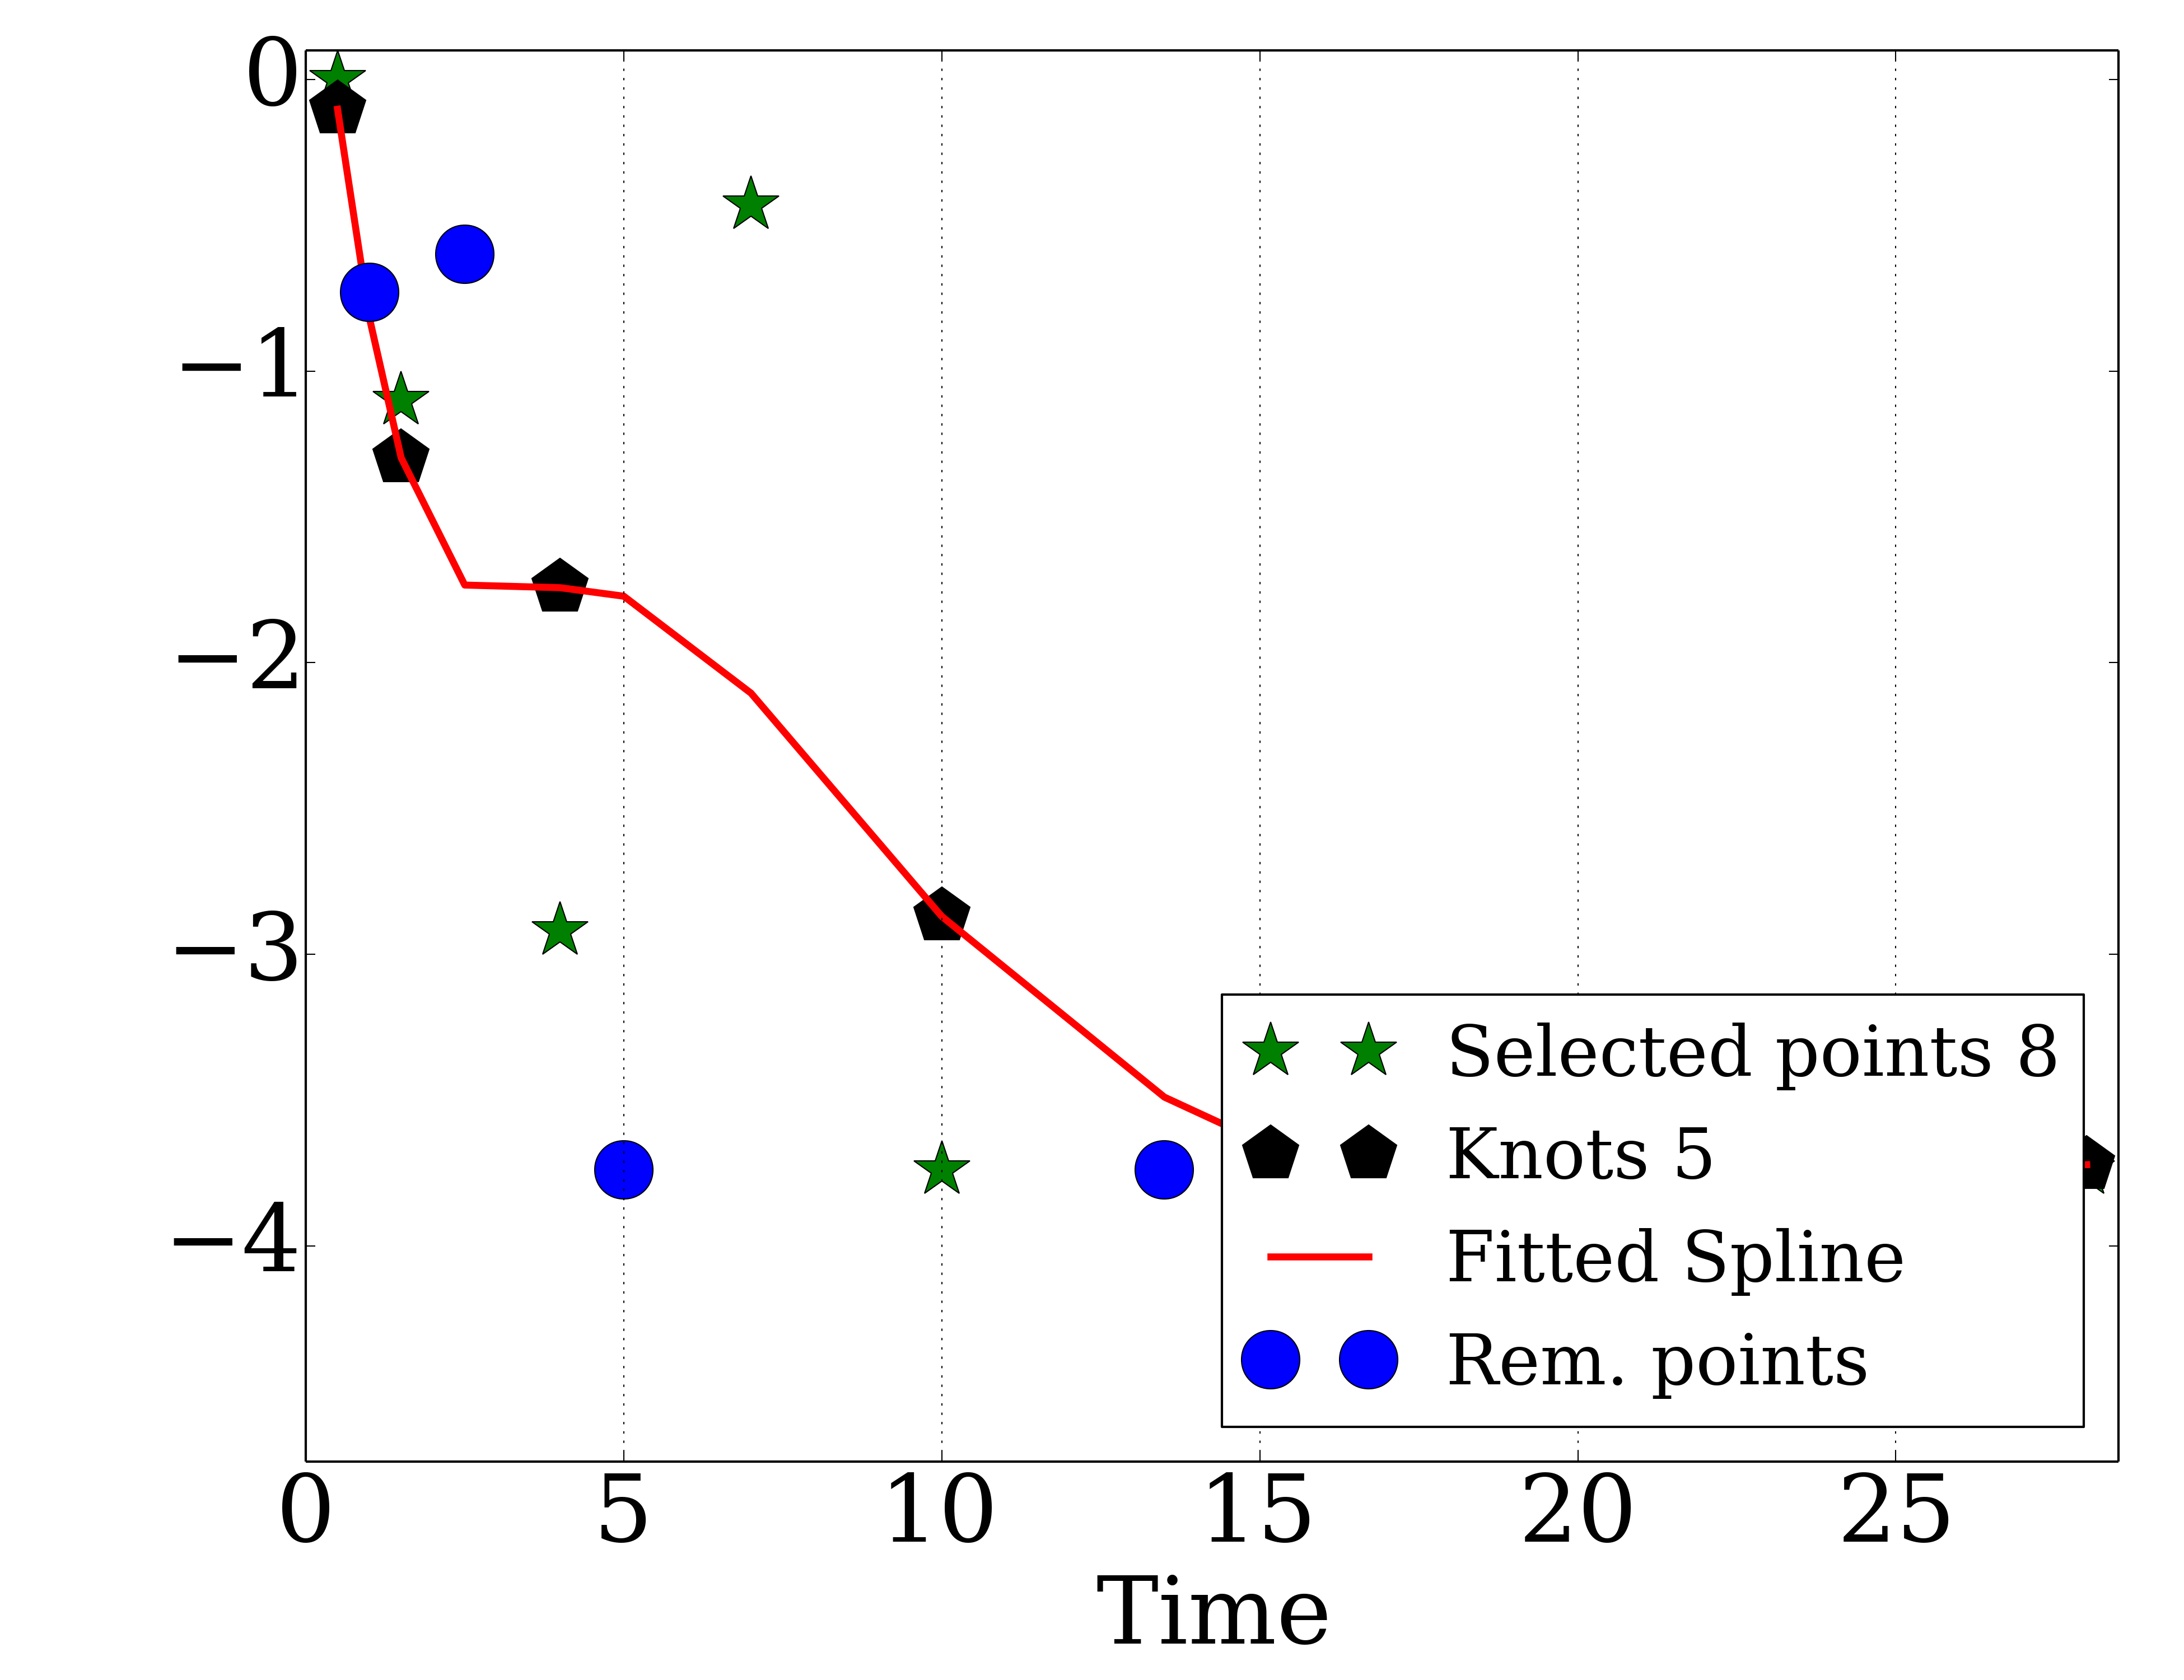 0
−1
−2
−3
−4
Selected points 8
Knots 5
Fitted Spline
Rem. points
0 5 10 15 20 25
Time